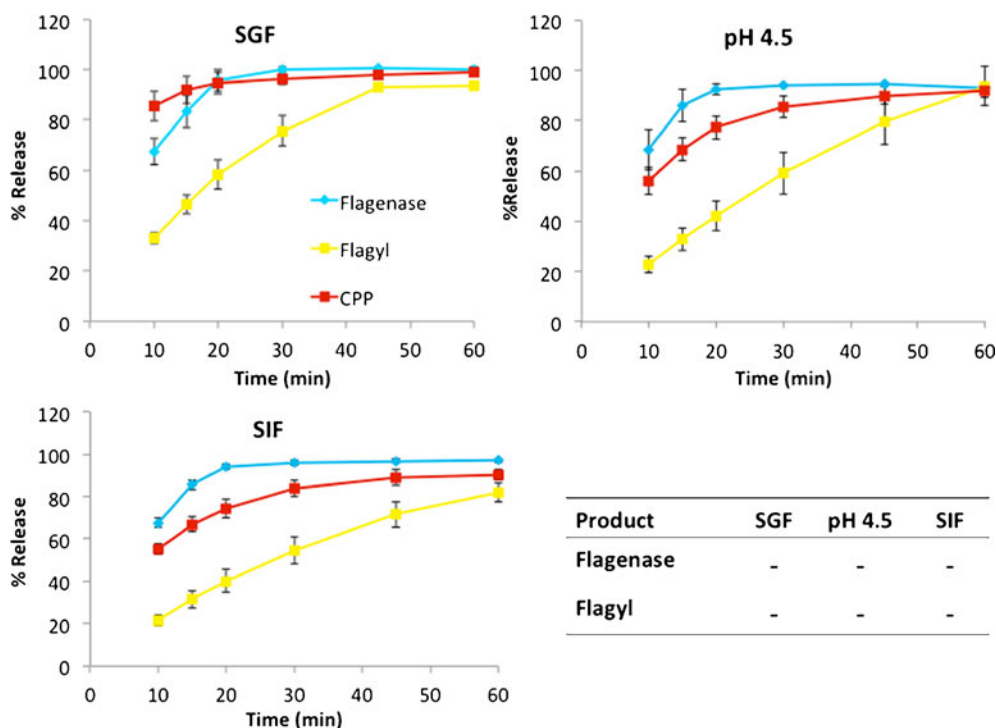 SGF
% Release
120
100
80
60
40
20
0
0 10 20 30 40 50 60
Time (min)
Flagenase
Flagyl
CPP
pH 4.5
%Release
120
100
80
60
40
20
0
0 10 20 30 40 50 60
Time (min)
SIF
% Release
120
100
80
60
40
20
0
0 10 20 30 40 50 60
Time (min)
Product SGF pH 4.5 SIF
Flagenase - - -
Flagyl - - -